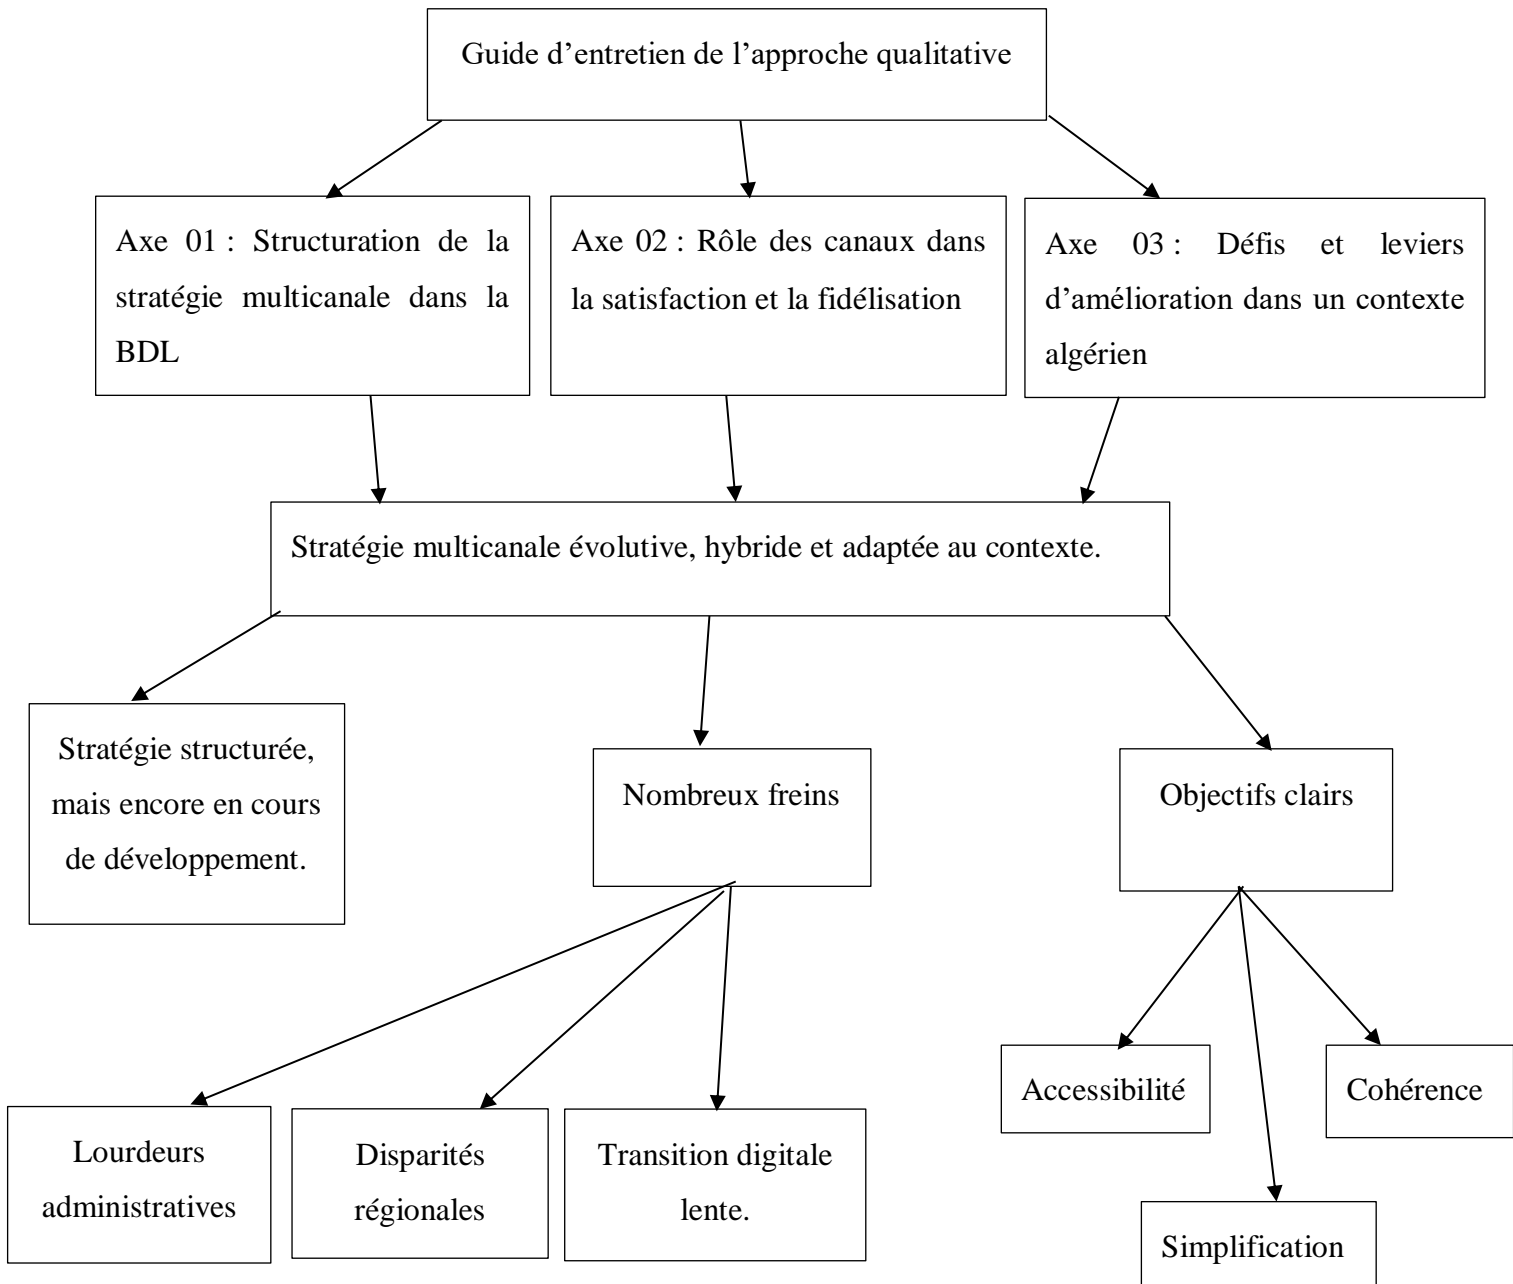 Guide d’entretien de l’approche qualitative
Axe 01 : Structuration de la
stratégie multicanale dans la
BDL
Axe 02 : Rôle des canaux dans
la satisfaction et la fidélisation
Axe 03 : Défis et leviers
d’amélioration dans un contexte
algérien
Stratégie multicanale évolutive, hybride et adaptée au contexte.
Stratégie structurée,
mais encore en cours
de développement.
Nombreux freins
Objectifs clairs
Lourdeurs
administratives
Disparités
régionales
Transition digitale
lente.
Accessibilité
Simplification
Cohérence